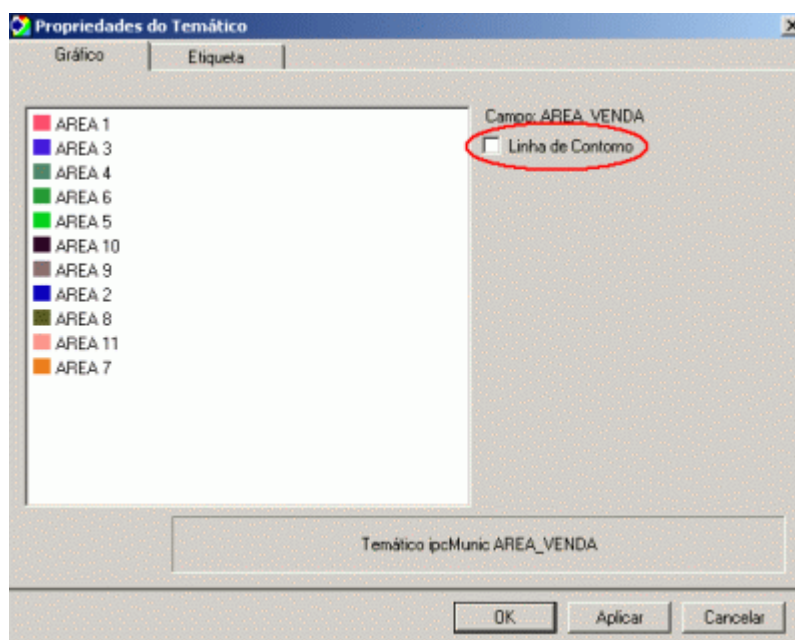 Propriedades do Temático
Gráfico Etiqueta
AREA 1
AREA 3
AREA 4
AREA 6
AREA 5
AREA 10
AREA 9
AREA 2
AREA 8
AREA 11
AREA 7
Campo: AREA_VENDA
Linha de Contorno
Temático ipcMunic AREA_VENDA
OK Aplicar Cancelar